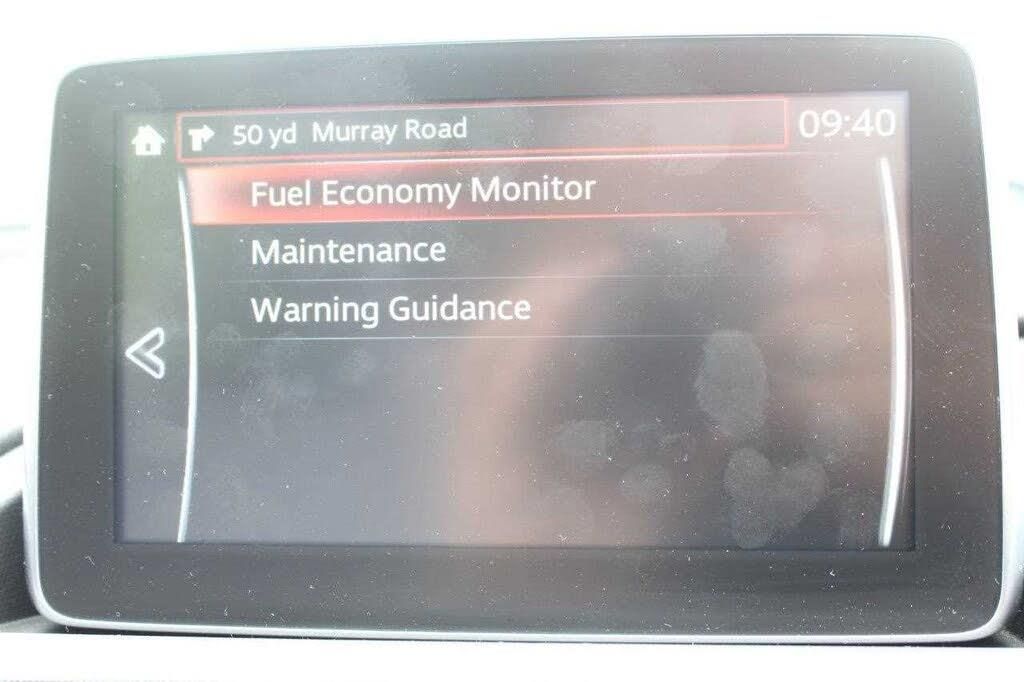 50 yd Murray Road 09:40
Fuel Economy Monitor
Maintenance
Warning Guidance